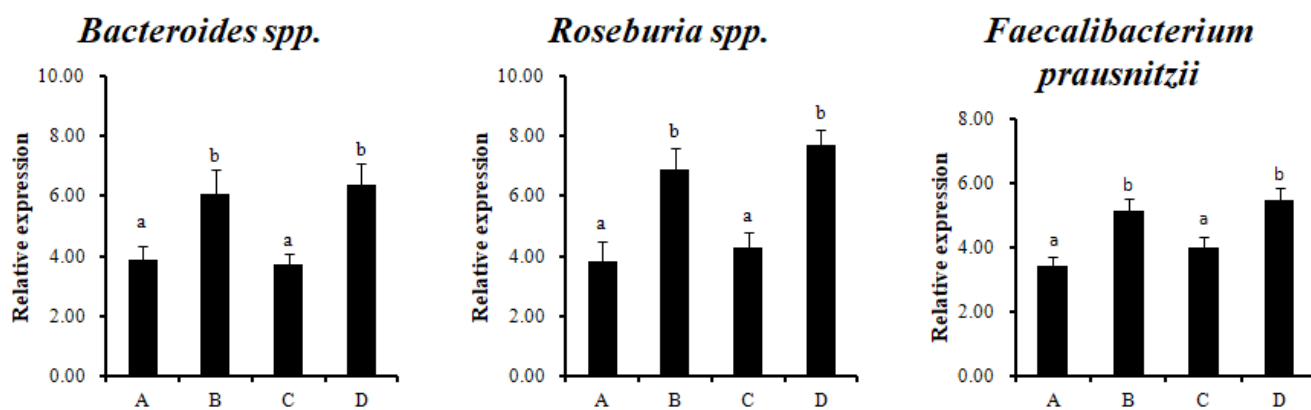 Bacteroides spp.
10.00
8.00
6.00
4.00
2.00
0.00
Relative expression
a
b
a
b
A
B
C
D
Roseburia spp.
10.00
8.00
6.00
4.00
2.00
0.00
Relative expression
a
b
a
b
A
B
C
D
Faecalibacterium
prausnitzii
8.00
6.00
4.00
2.00
0.00
Relative expression
a
b
a
b
A
B
C
D